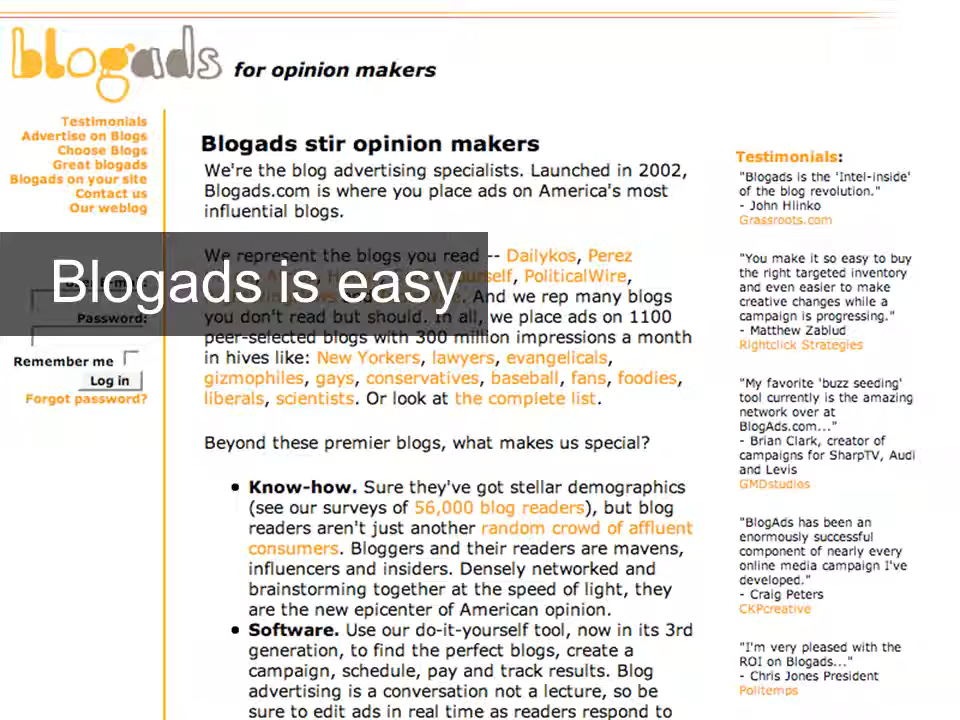 blogads for opinion makers
Testimonials
Advertise on Blogs
Choose Blogs
Great blogads
Blogads on your site
Contact us
Our weblog
Blogads is easy
Password:
Remember me
Log in
Forgot password?
Blogads stir opinion makers
We're the blog advertising specialists. Launched in 2002,
Blogads.com is where you place ads on America's most
influential blogs.
We represent the blogs you read -- Dailykos, Perez
PoliticalWire,
And we rep many blogs
you don't read but should. In all, we place ads on 1100
peer-selected blogs with 300 million impressions a month
in hives like: New Yorkers, lawyers, evangelicals,
gizmophiles, gays, conservatives, baseball, fans, foodies,
liberals, scientists. Or look at the complete list.
Beyond these premier blogs, what makes us special?
• Know-how. Sure they've got stellar demographics
(see our surveys of 56,000 blog readers), but blog
readers aren't just another random crowd of affluent
consumers. Bloggers and their readers are mavens,
influencers and insiders. Densely networked and
brainstorming together at the speed of light, they
are the new epicenter of American opinion.
• Software. Use our do-it-yourself tool, now in its 3rd
generation, to find the perfect blogs, create a
campaign, schedule, pay and track results. Blog
advertising is a conversation not a lecture, so be
sure to edit ads in real time as readers respond to
Testimonials:
"Blogads is the 'Intel-inside'
of the blog revolution."
- John Hlinko
Grassroots.com
"You make it so easy to buy
the right targeted inventory
and even easier to make
creative changes while a
campaign is progressing."
- Matthew Zablud
Rightclick Strategies
"My favorite 'buzz seeding'
tool currently is the amazing
network over at
BlogAds.com..."
- Brian Clark, creator of
campaigns for SharpTV, Audi
and Levis
GMDstudios
"BlogAds has been an
enormously successful
component of nearly every
online media campaign I've
developed."
- Craig Peters
CKPcreative
"I'm very pleased with the
ROI on Blogads..."
- Chris Jones President
Politemps